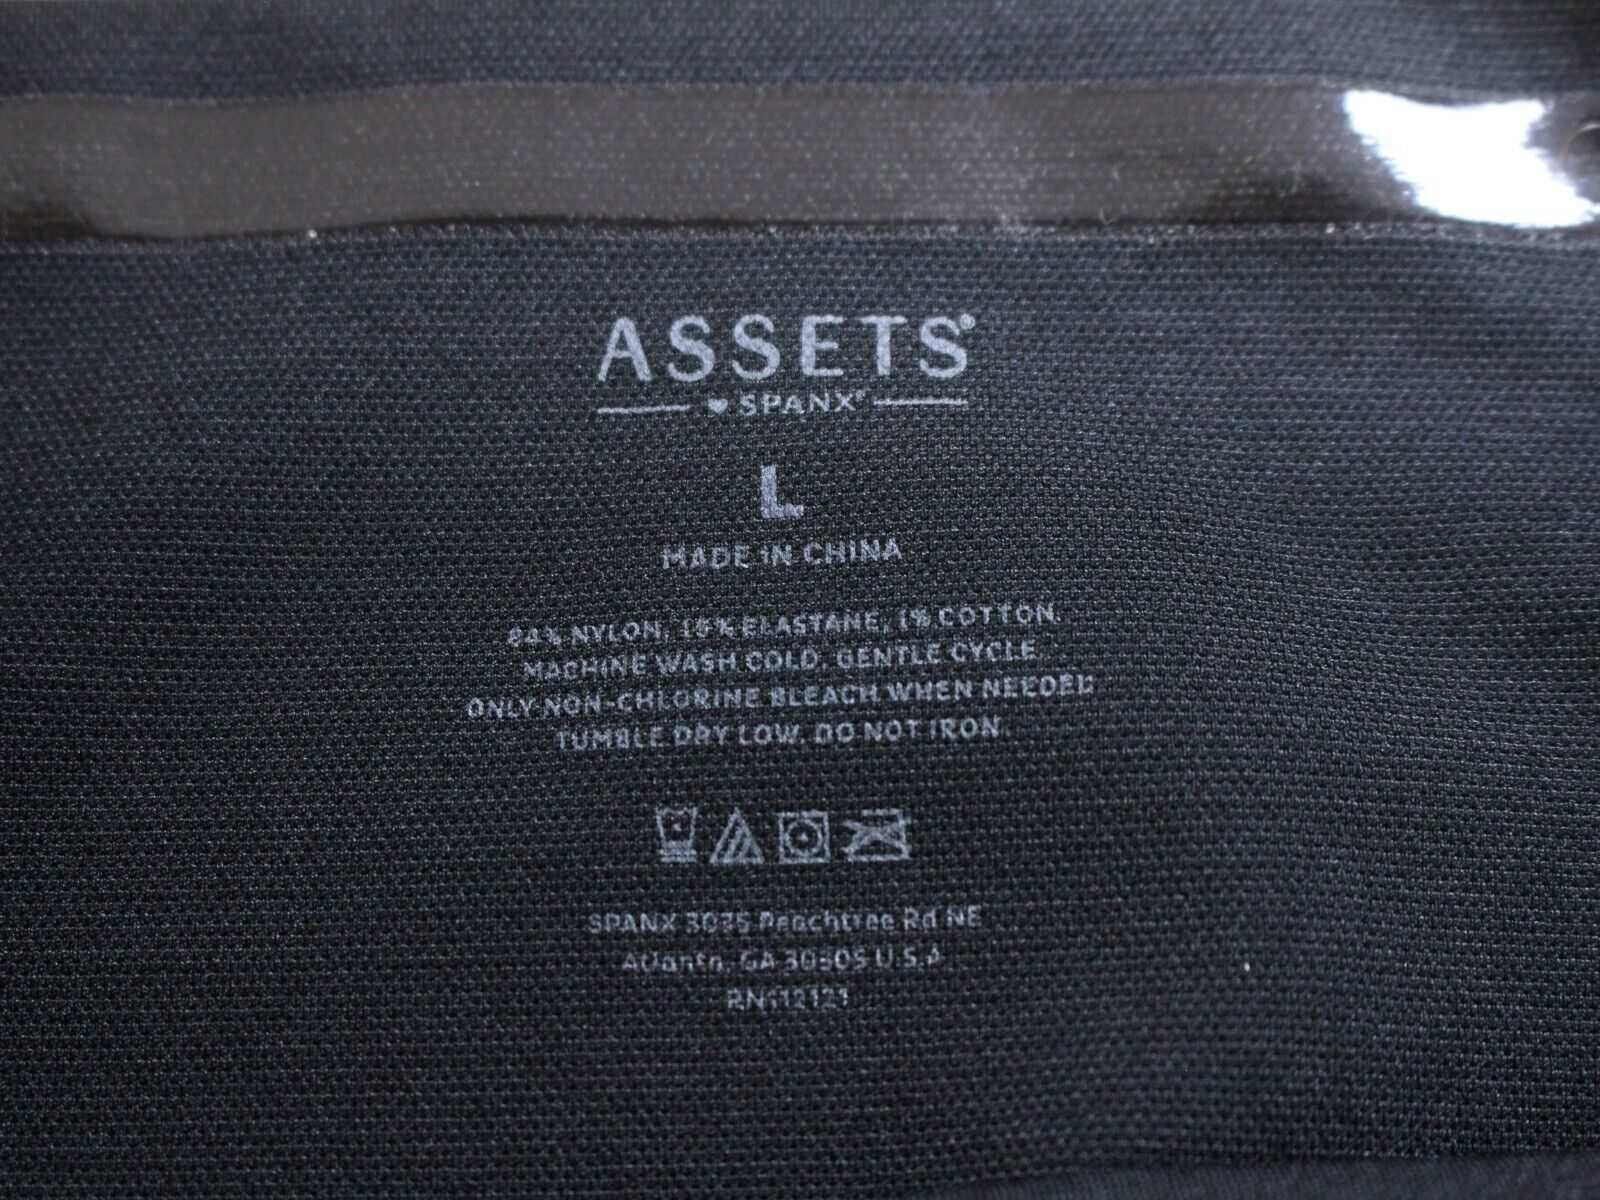 ASSETS®
♥ SPANX®
L
MADE IN CHINA
84% NYLON, 15% ELASTANE, 1% COTTON.
MACHINE WASH COLD. GENTLE CYCLE
ONLY NON-CHLORINE BLEACH WHEN NEEDED
TUMBLE DRY LOW. DO NOT IRON.
SPANX 3035 Peachtree Rd NE
Atlanta, GA 30305 U.S.A
RN112121